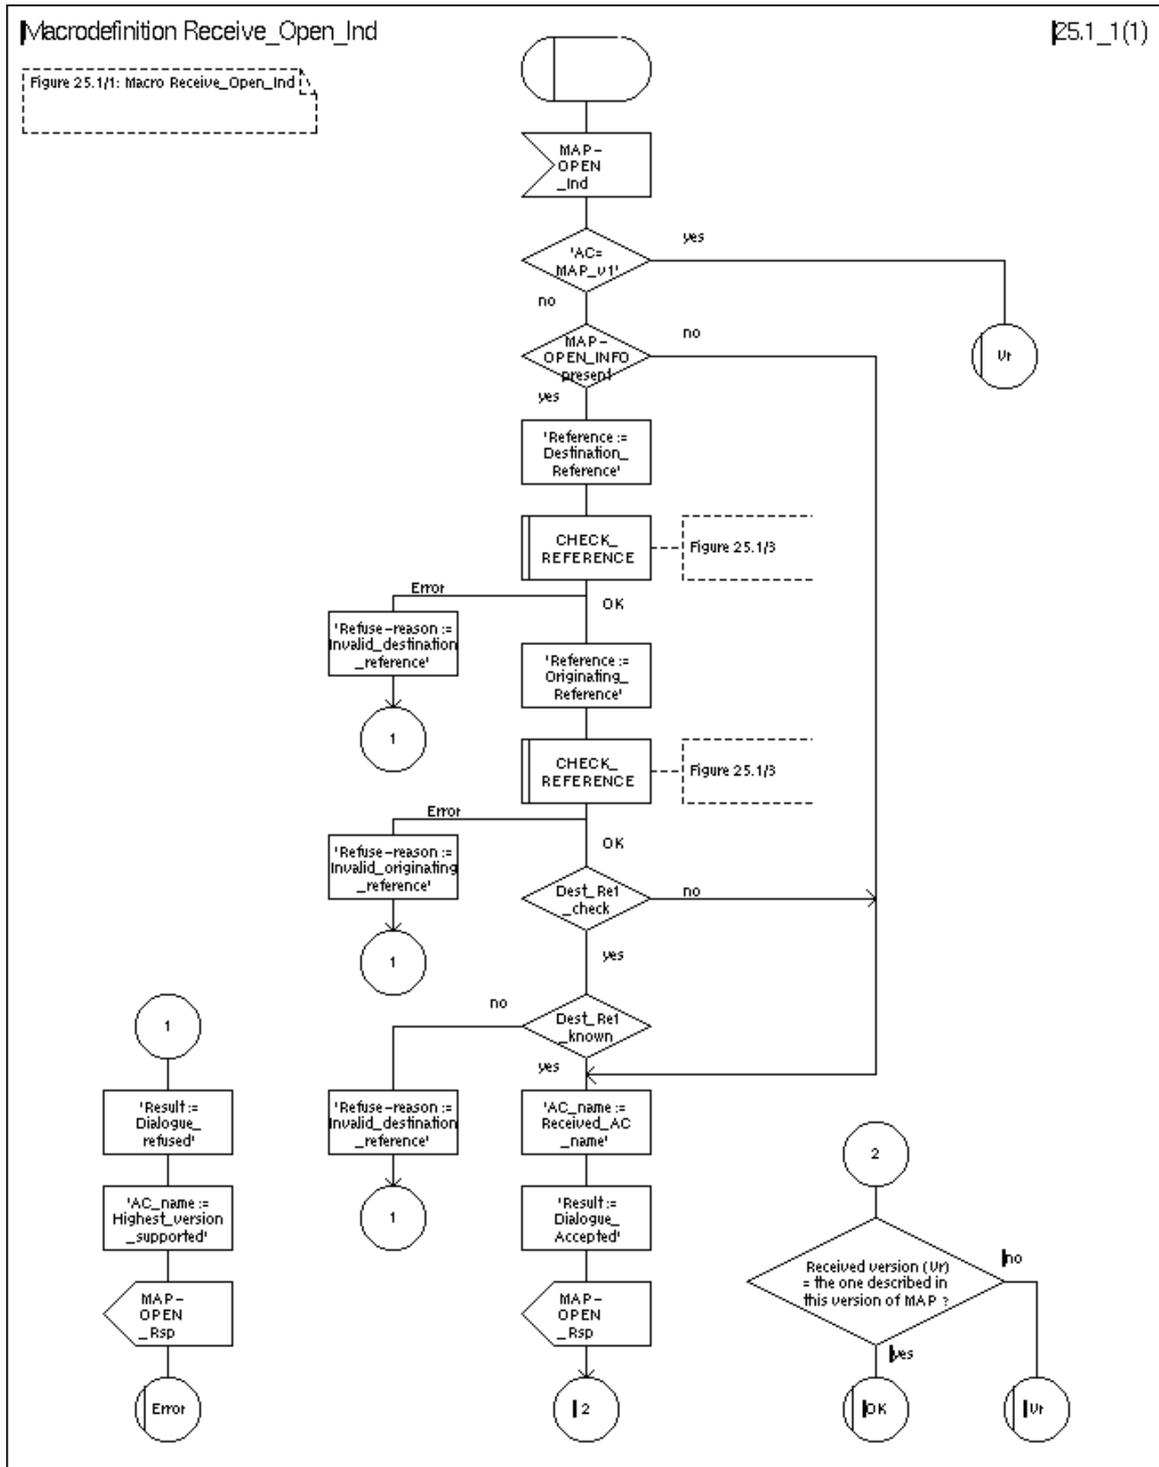 Macrodefinition Receive_Open_Ind
25.1_1(1)
Figure 25.1/1: Macro Receive_Open_Ind
MAP-
OPEN
_Ind
'AC=
MAP_v1'
yes
no
Vr
MAP-
OPEN_INFO
present
no
yes
'Reference :=
Destination_
Reference'
CHECK_
REFERENCE
Figure 25.1/3
Error
OK
'Refuse-reason :=
Invalid_destination
_reference'
1
'Reference :=
Originating_
Reference'
CHECK_
REFERENCE
Figure 25.1/3
Error
OK
'Refuse-reason :=
Invalid_originating
_reference'
1
Dest_Ref
_check
no
yes
Dest_Ref
_known
no
yes
1
'Result :=
Dialogue_
refused'
'AC_name :=
Highest_version
_supported'
MAP-
OPEN
_Rsp
Error
'Refuse-reason :=
Invalid_destination
_reference'
1
'AC_name :=
Received_AC
_name'
'Result :=
Dialogue_
Accepted'
MAP-
OPEN
_Rsp
2
2
Received version (Vr)
= the one described in
this version of MAP ?
no
yes
OK
Vr